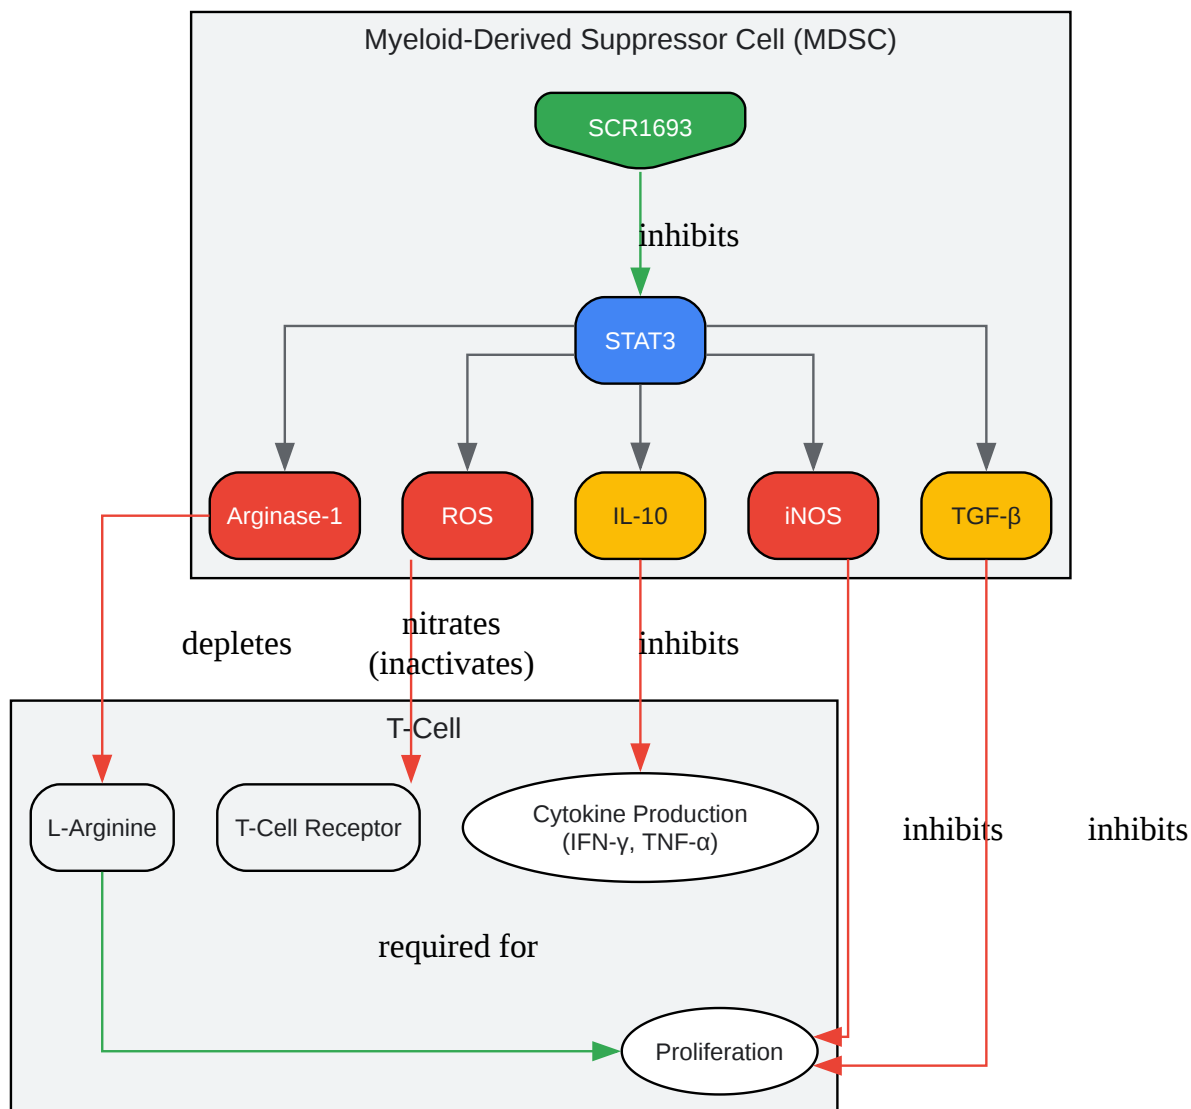 Myeloid-Derived Suppressor Cell (MDSC)
SCR1693
inhibits
STAT3
Arginase-1
ROS
IL-10
iNOS
TGF-β
depletes
nitrates
(inactivates)
inhibits
T-Cell
L-Arginine
T-Cell Receptor
Cytokine Production
(IFN-γ, TNF-α)
inhibits
inhibits
required for
Proliferation